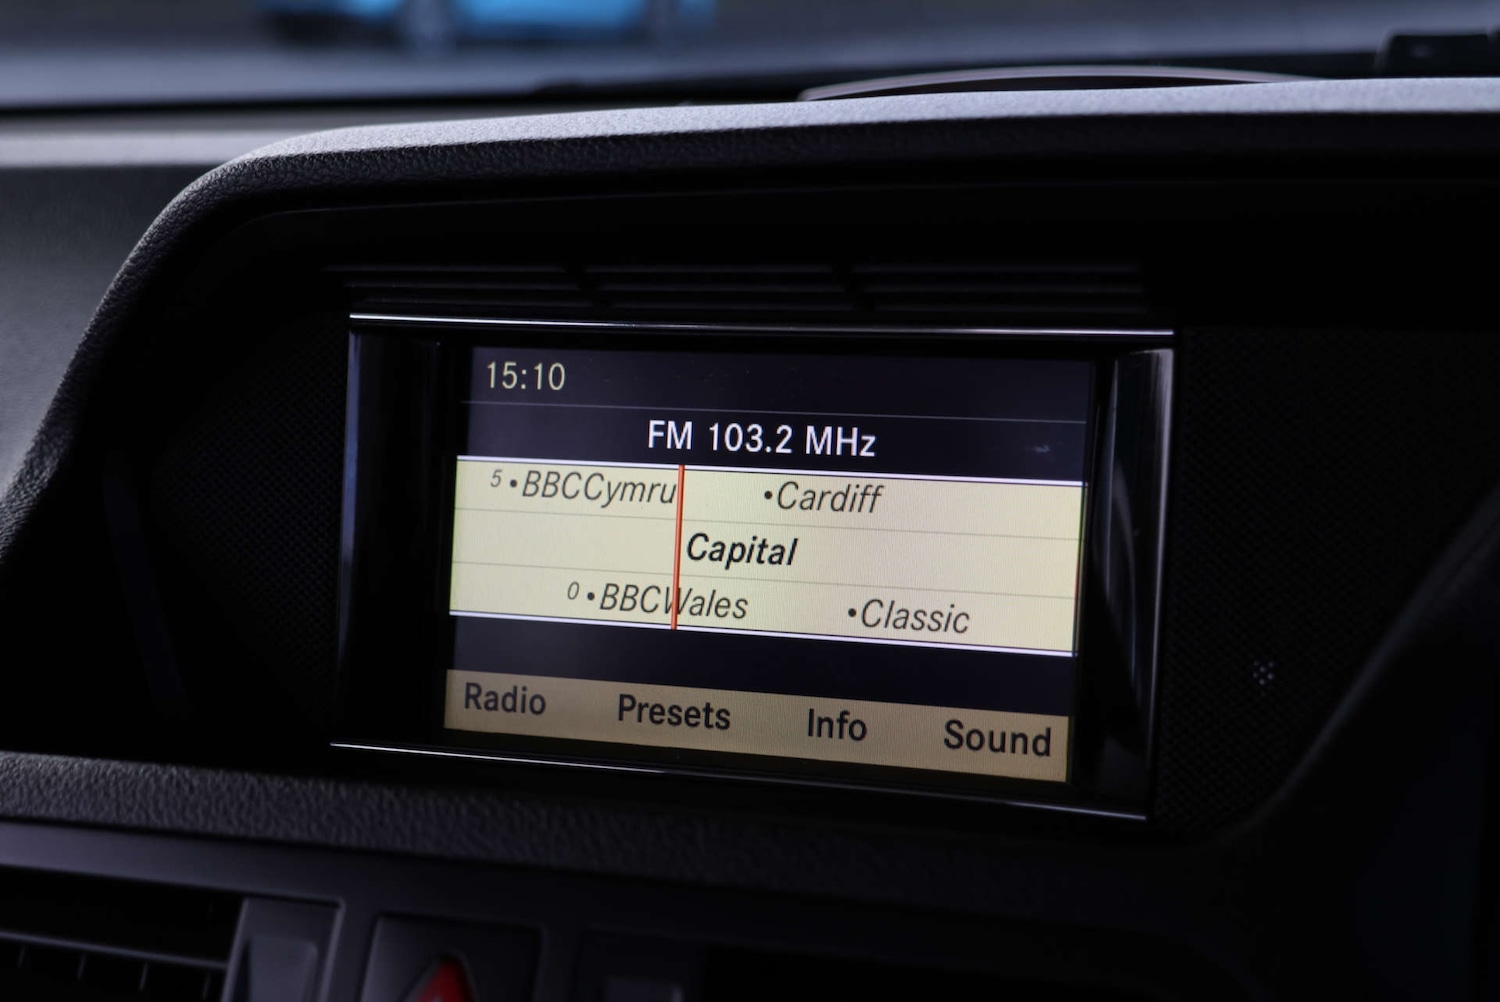 15:10
FM 103.2 MHz
5 •BBCCymru •Cardiff
Capital
0 •BBCWales •Classic
Radio Presets Info Sound